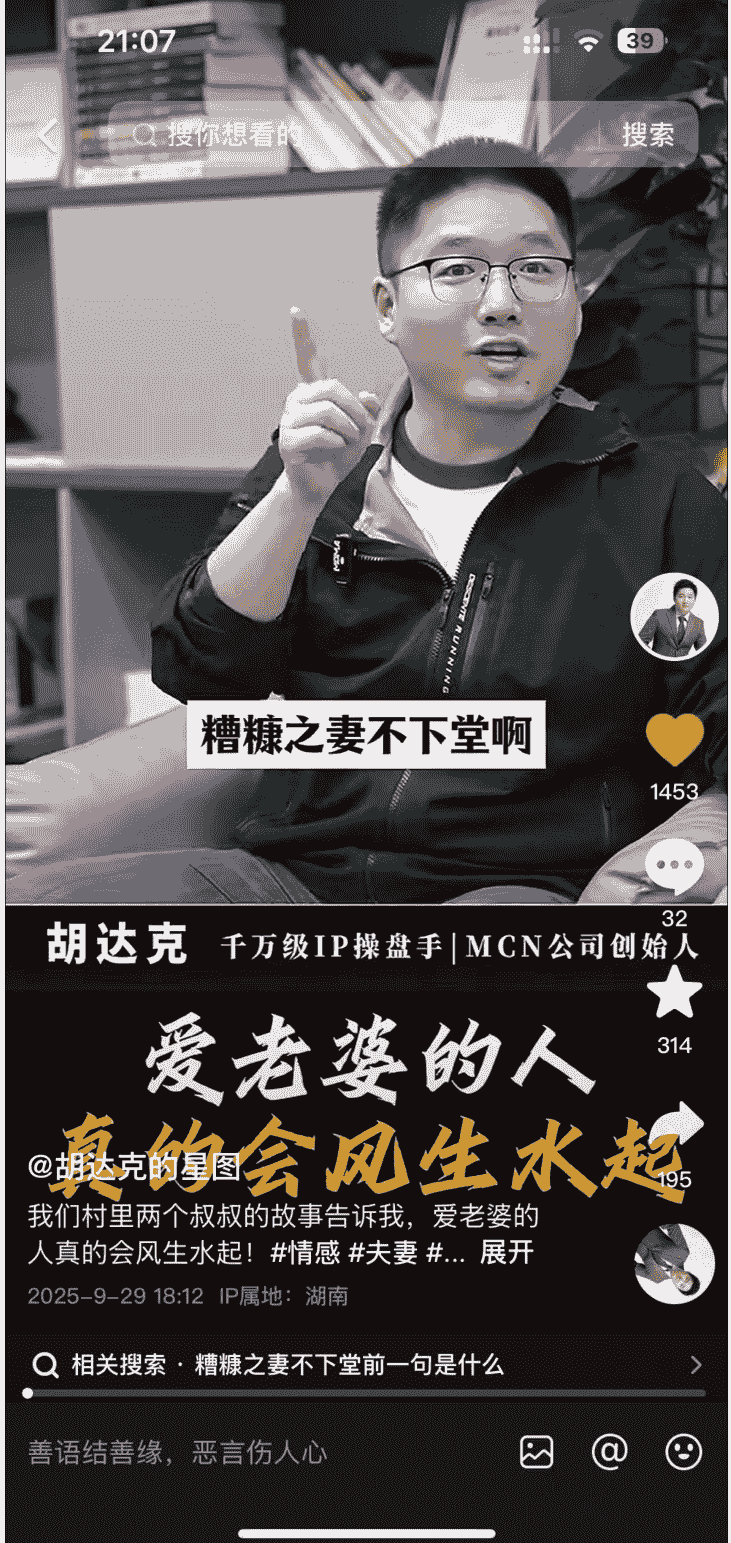 21:07
39
搜你想看的
搜索
DESCENTE RUNNING
糟糠之妻不下堂啊
1453
32
胡达克 千万级IP操盘手|MCN公司创始人
314
爱老婆的人
真的会风生水起
195
@胡达克的星图
我们村里两个叔叔的故事告诉我，爱老婆的
人真的会风生水起！#情感 #夫妻 #... 展开
2025-9-29 18:12 IP属地：湖南
相关搜索 · 糟糠之妻不下堂前一句是什么
善语结善缘，恶言伤人心